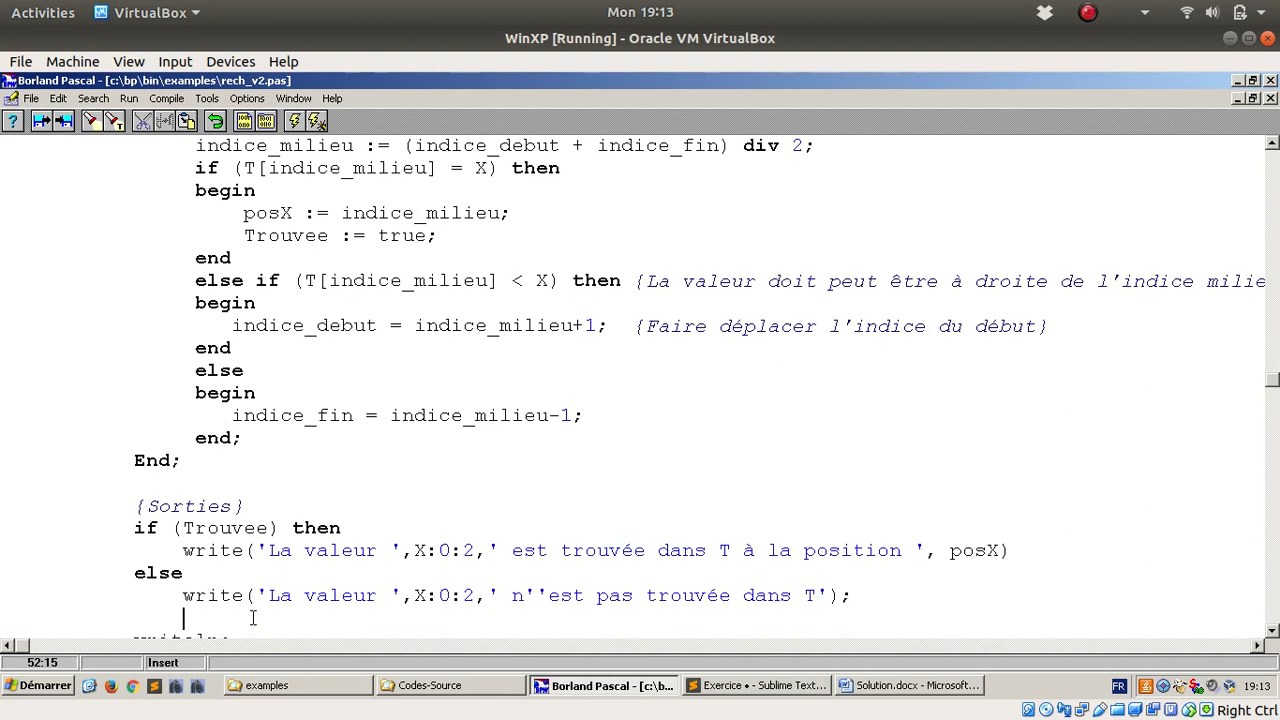 Activities VirtualBox Mon 19:13
WinXP [Running] - Oracle VM VirtualBox
File Machine View Input Devices Help
Borland Pascal - [c:\bp\bin\examples\rech_v2.pas]
File Edit Search Run Compile Tools Options Window Help
indice_milieu := (indice_debut + indice_fin) div 2;
if (T[indice_milieu] = X) then
begin
posX := indice_milieu;
Trouvee := true;
end
else if (T[indice_milieu] < X) then {La valeur doit peut être à droite de l'indice milie
begin
indice_debut = indice_milieu+1; {Faire déplacer l'indice du début}
end
else
begin
indice_fin = indice_milieu-1;
end;
End;
{Sorties}
if (Trouvee) then
write('La valeur ',X:0:2,' est trouvée dans T à la position ', posX)
else
write('La valeur ',X:0:2,' n''est pas trouvée dans T');
52:15 Insert
Démarrer examples Codes-Source Borland Pascal - [c:\b... Exercice • - Sublime Text... Solution.docx - Microsoft... FR 19:13
Right Ctrl